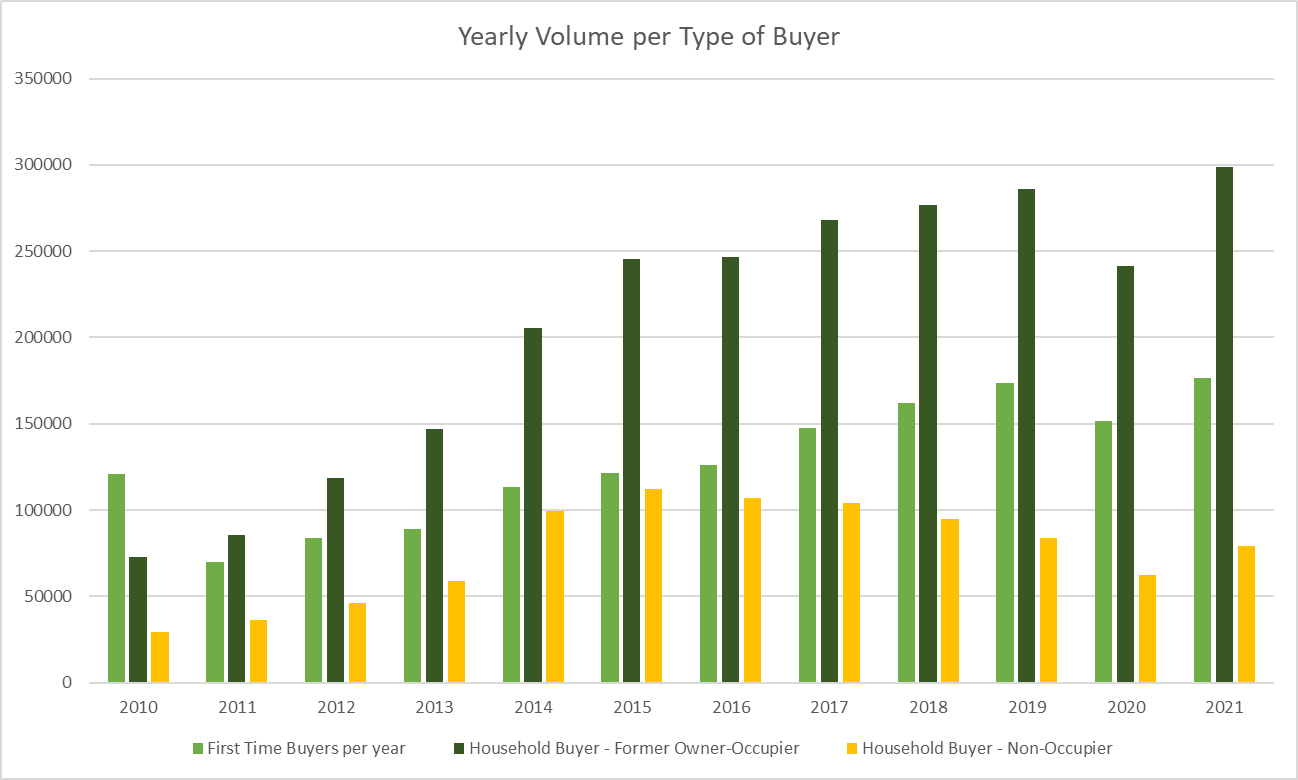 Yearly Volume per Type of Buyer
350000
300000
250000
200000
150000
100000
50000
0
2010 2011 2012 2013 2014 2015 2016 2017 2018 2019 2020 2021
First Time Buyers per year Household Buyer - Former Owner-Occupier Household Buyer - Non-Occupier